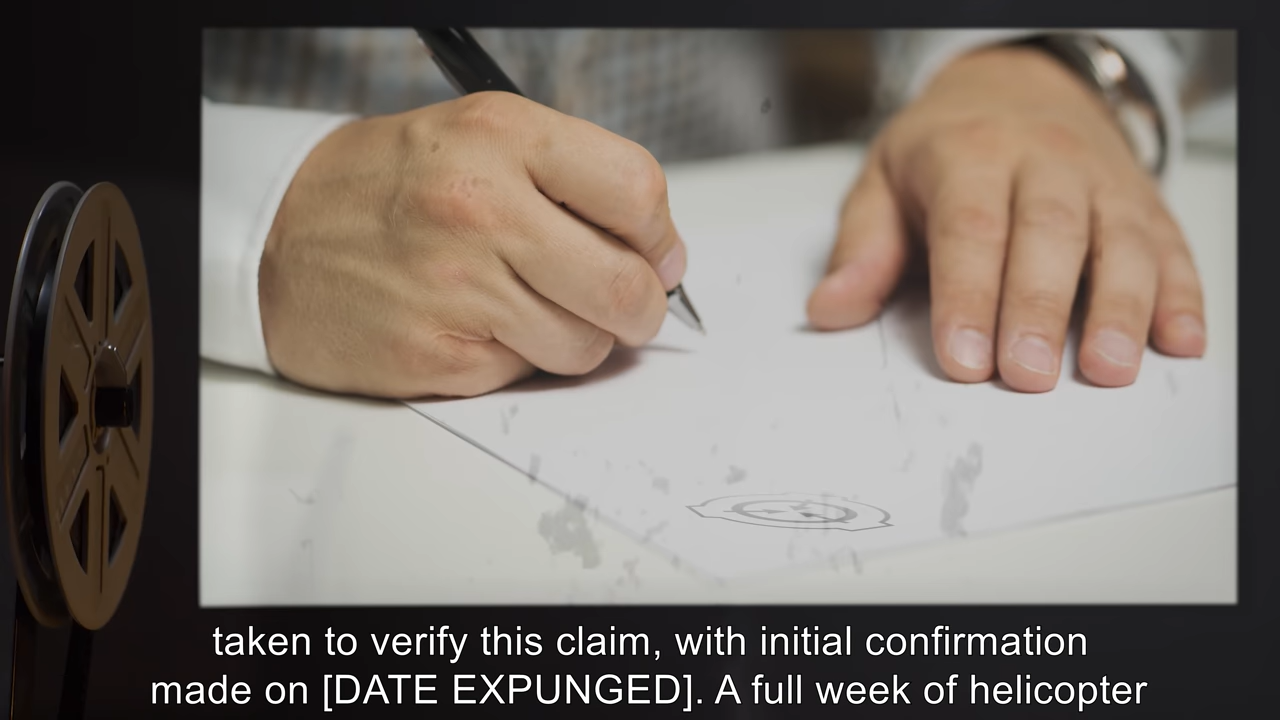 taken to verify this claim, with initial confirmation
made on [DATE EXPUNGED]. A full week of helicopter